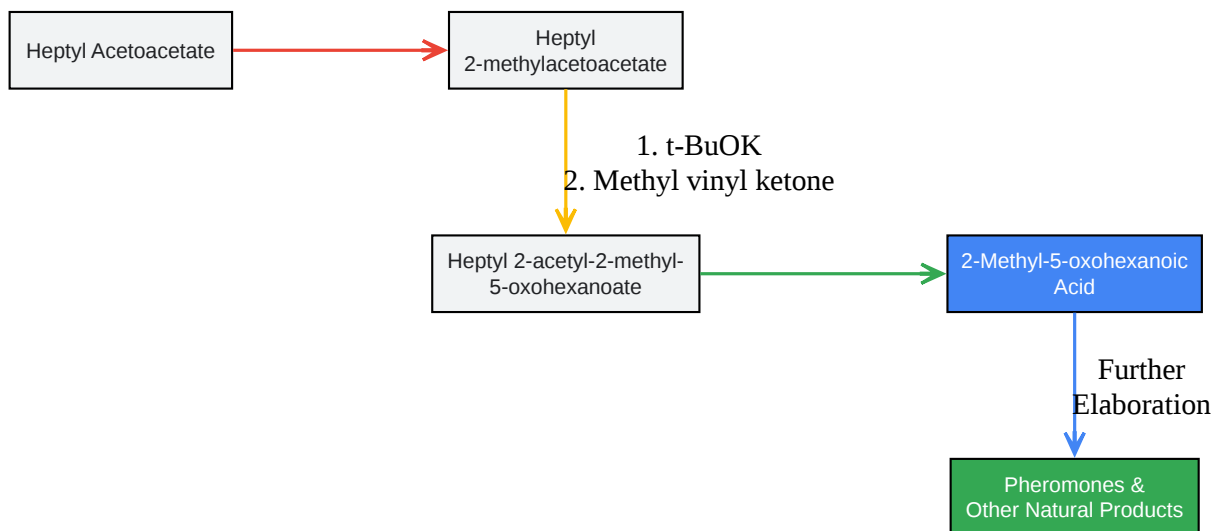 Heptyl Acetoacetate
Heptyl
2-methylacetoacetate
1. t-BuOK
2. Methyl vinyl ketone
Heptyl 2-acetyl-2-methyl-
5-oxohexanoate
2-Methyl-5-oxohexanoic
Acid
Further
Elaboration
Pheromones &
Other Natural Products